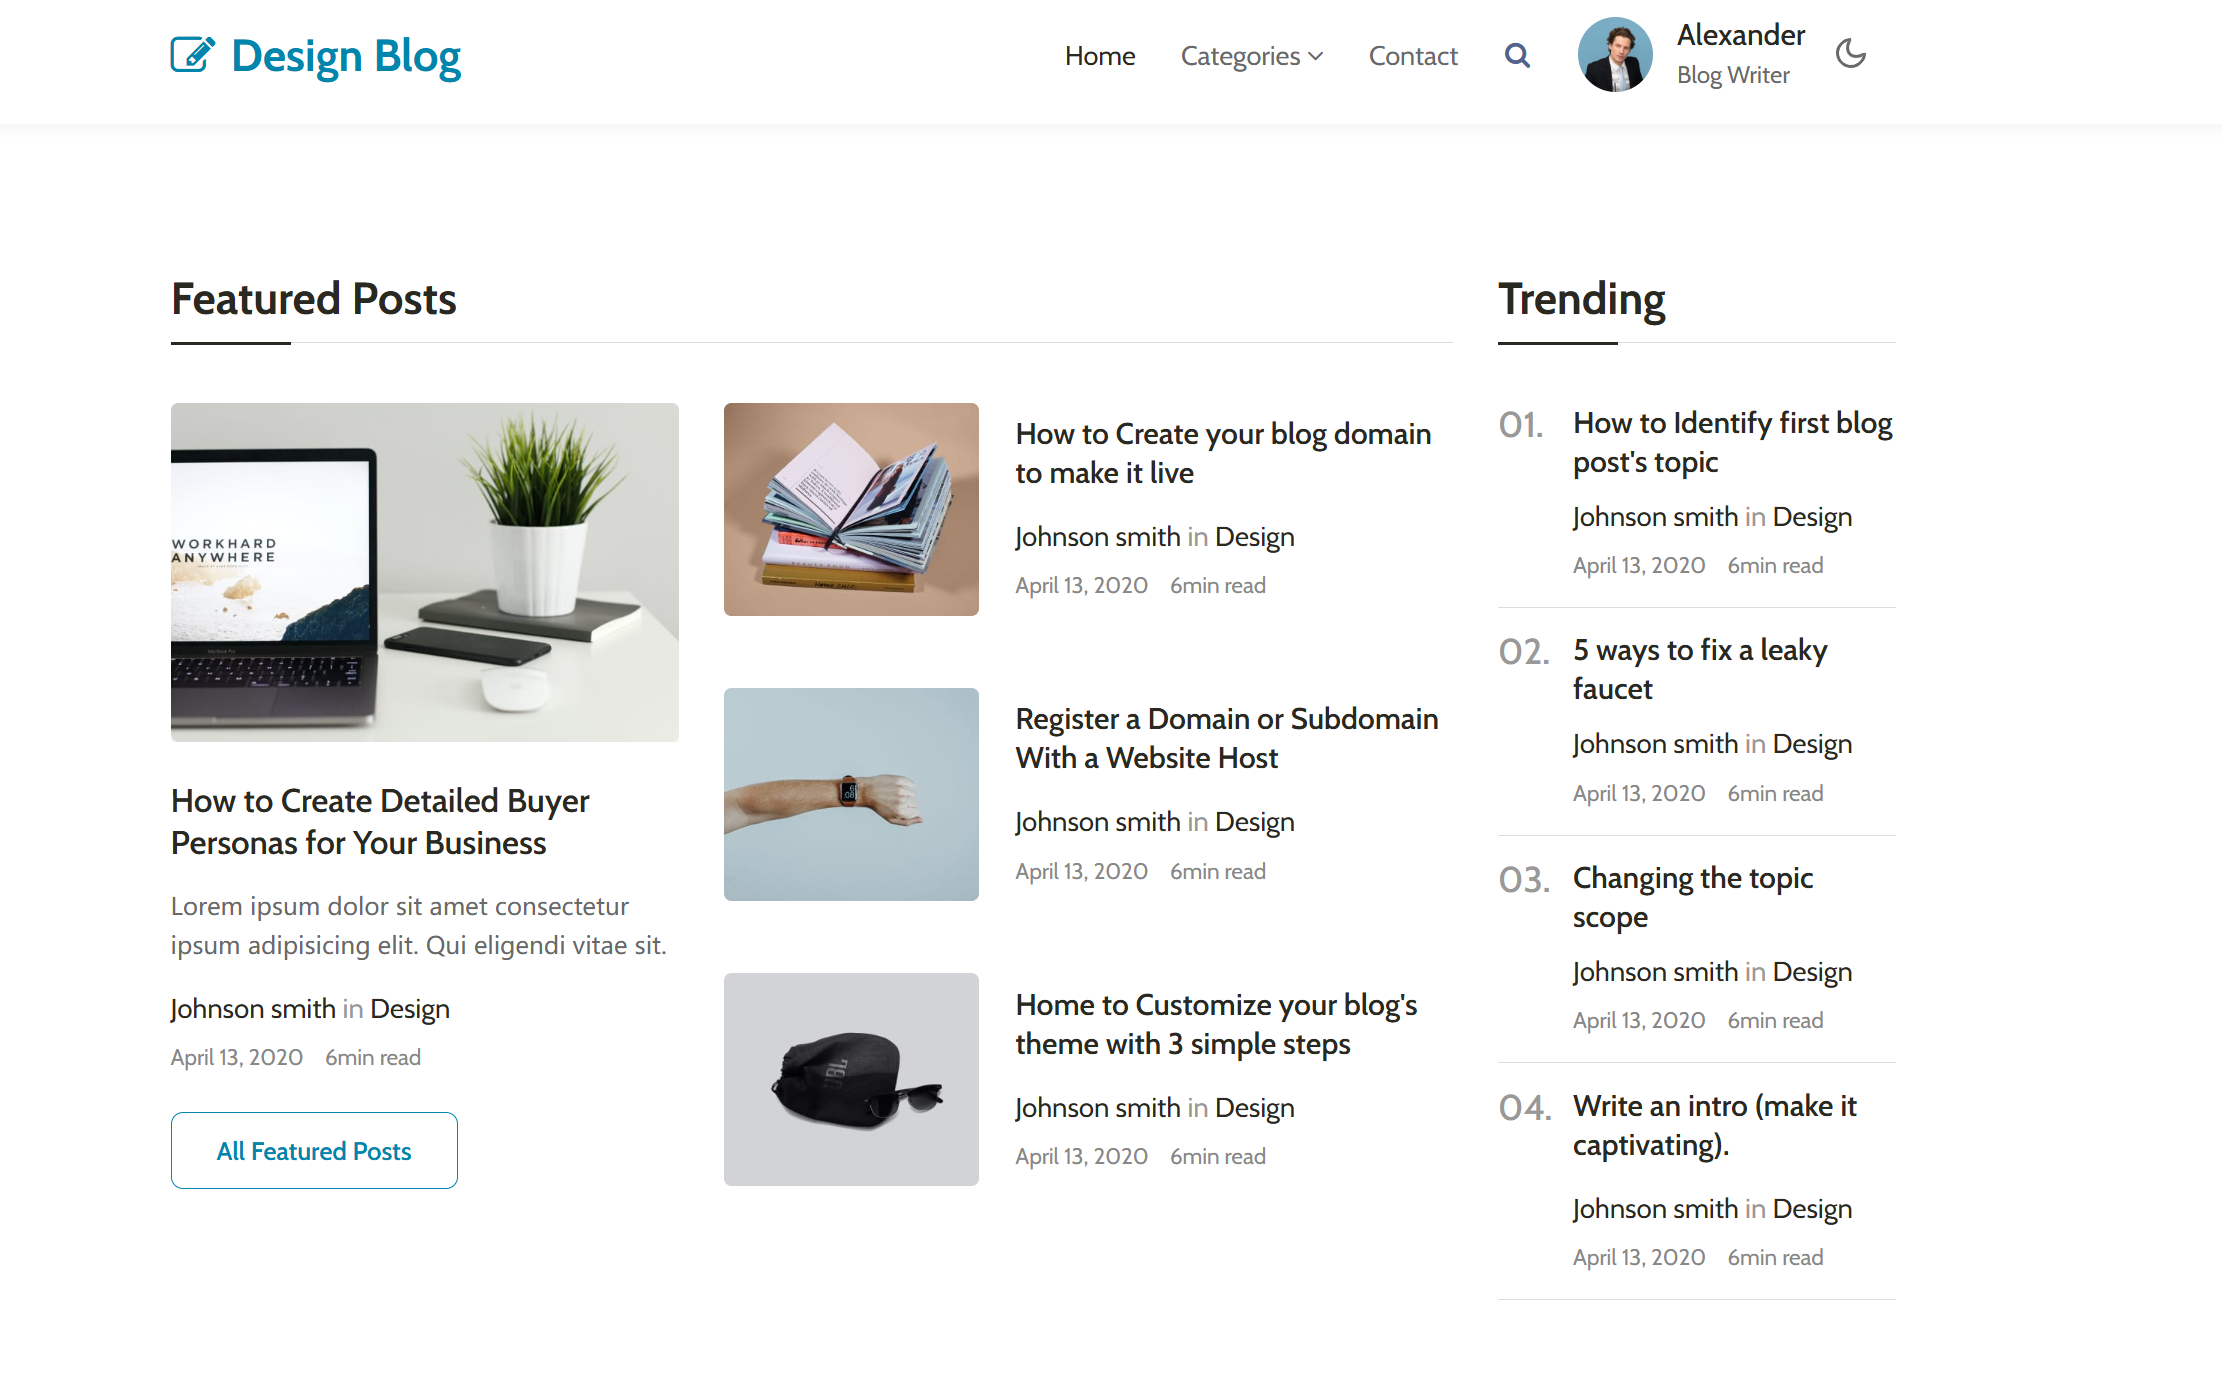 Design Blog
Home
Categories
Contact
Alexander
Blog Writer
Featured Posts
WORKHARD
ANYWHERE
How to Create Detailed Buyer
Personas for Your Business
Lorem ipsum dolor sit amet consectetur
ipsum adipisicing elit. Qui eligendi vitae sit.
Johnson smith in Design
April 13, 2020 6min read
All Featured Posts
How to Create your blog domain
to make it live
Johnson smith in Design
April 13, 2020 6min read
Register a Domain or Subdomain
With a Website Host
Johnson smith in Design
April 13, 2020 6min read
JBL
Home to Customize your blog's
theme with 3 simple steps
Johnson smith in Design
April 13, 2020 6min read
Trending
01. How to Identify first blog
post's topic
Johnson smith in Design
April 13, 2020 6min read
02. 5 ways to fix a leaky
faucet
Johnson smith in Design
April 13, 2020 6min read
03. Changing the topic
scope
Johnson smith in Design
April 13, 2020 6min read
04. Write an intro (make it
captivating).
Johnson smith in Design
April 13, 2020 6min read